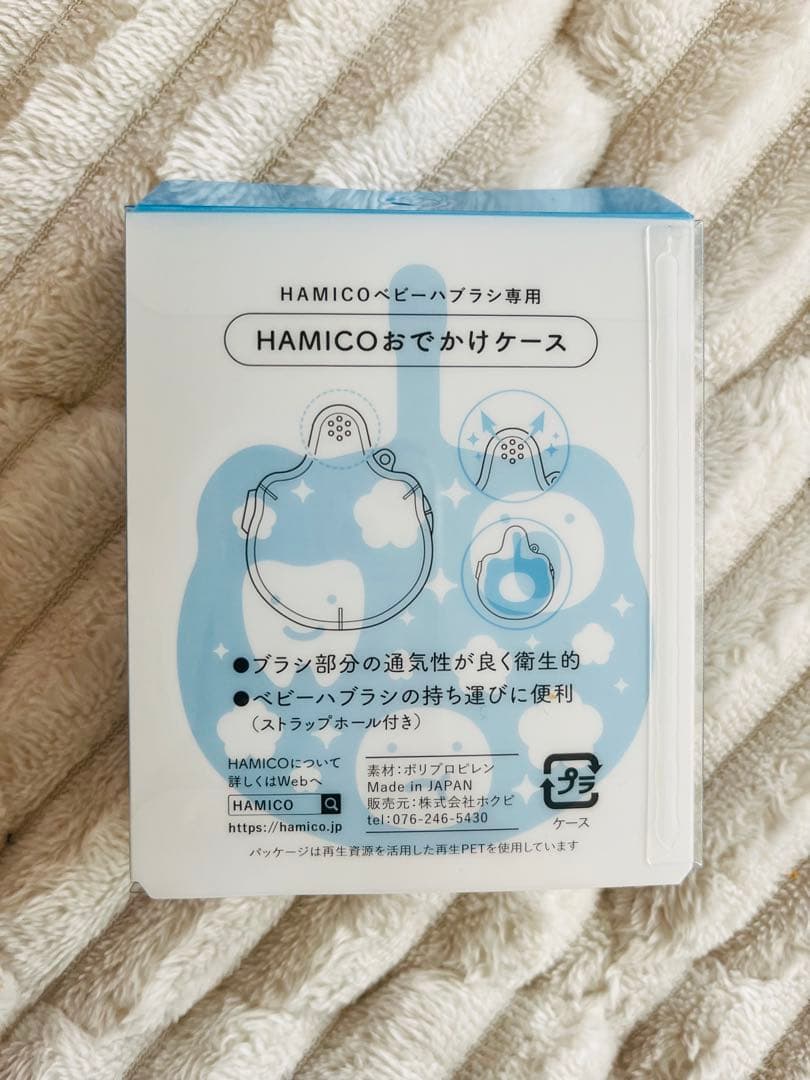 HAMICOベビーハブラシ専用
HAMICOおでかけケース
●ブラシ部分の通気性が良く衛生的
●ベビーハブラシの持ち運びに便利
（ストラップホール付き）
HAMICOについて
詳しくはWebへ
HAMICO
https://hamico.jp
素材：ポリプロピレン
Made in JAPAN
販売元：株式会社ホクビ
tel：076-246-5430
プラ
ケース
パッケージは再生資源を活用した再生PETを使用しています